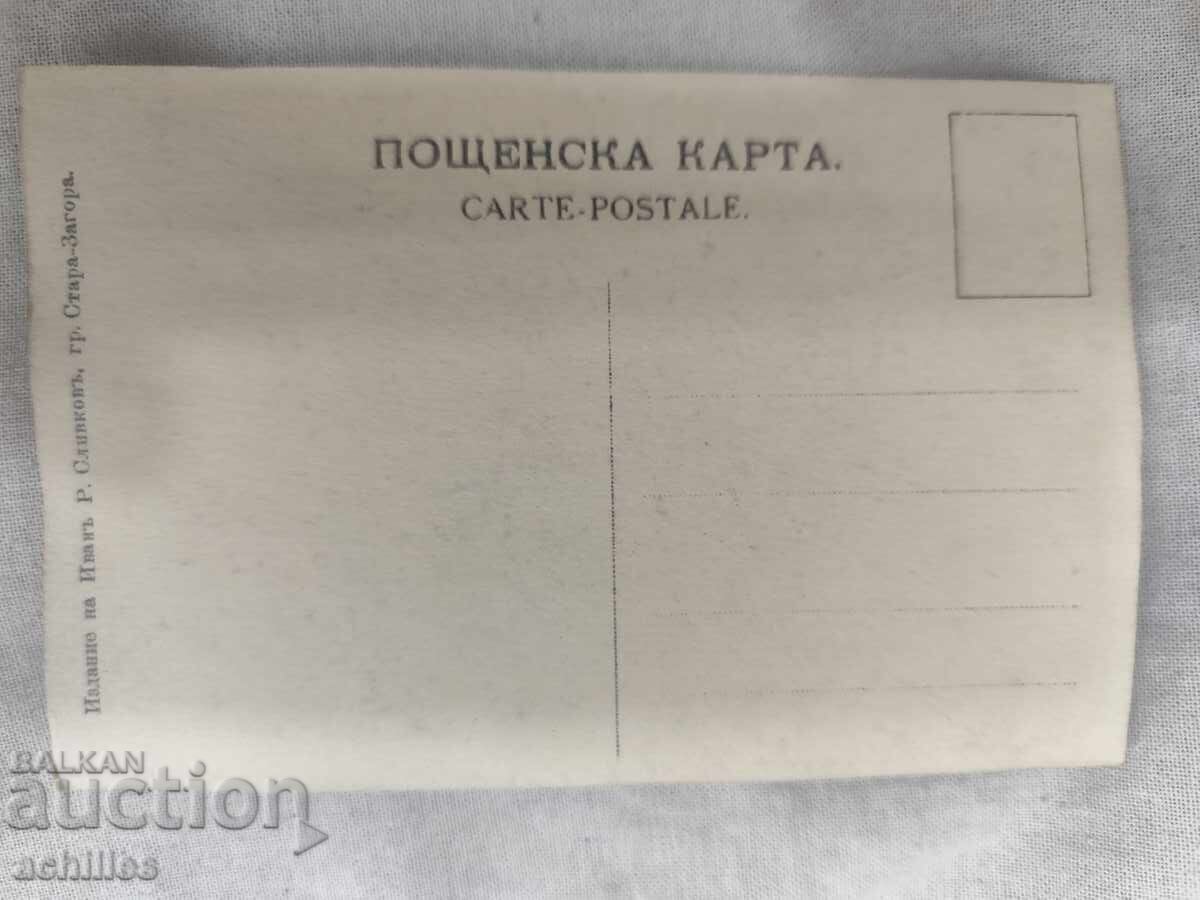 ПОЩЕНСКА КАРТА.
CARTE-POSTALE.
Издание на Иванъ Р. Сливковъ, гр. Стара-Загора.
BALKAN
auction
achilles